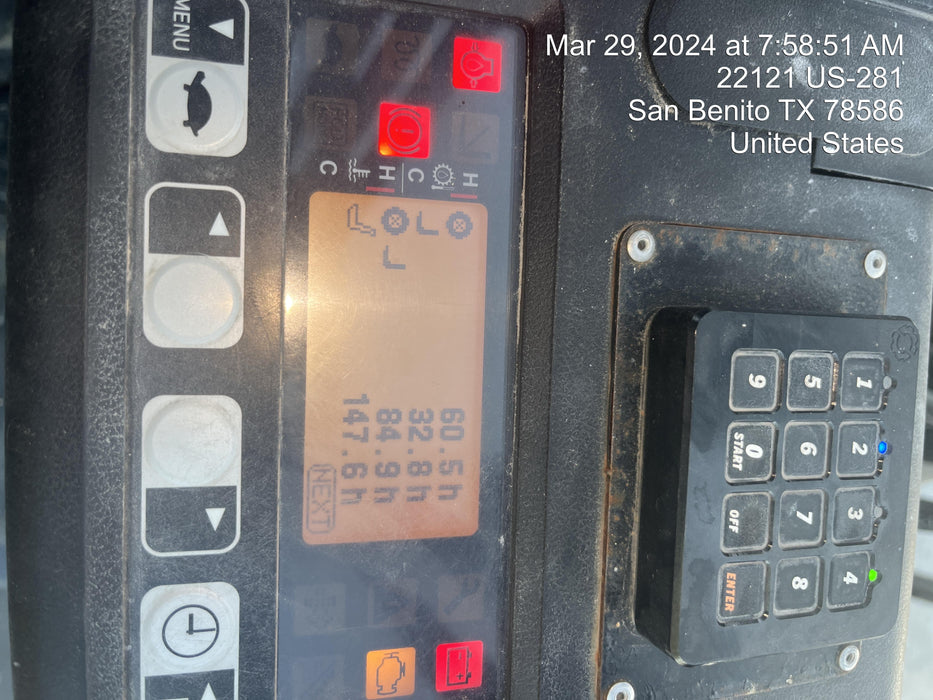 Mar 29, 2024 at 7:58:51 AM
22121 US-281
San Benito TX 78586
United States
MENU
C
H
C
H
60.5h
32.8h
84.9h
147.6h
NEXT
1
2
3
4
5
6
7
8
9
0
START
OFF
ENTER